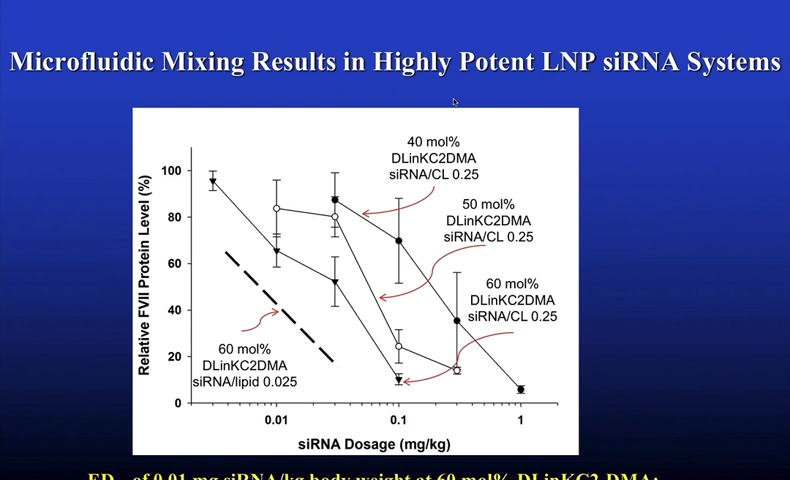 Microfluidic Mixing Results in Highly Potent LNP siRNA Systems
40 mol%
DLinKC2DMA
siRNA/CL 0.25
50 mol%
DLinKC2DMA
siRNA/CL 0.25
60 mol%
DLinKC2DMA
siRNA/CL 0.25
60 mol%
DLinKC2DMA
siRNA/lipid 0.025
Relative FVII Protein Level (%)
100
80
60
40
20
0
0.01
0.1
1
siRNA Dosage (mg/kg)
of 0.01 mg siRNA/kg body weight at 60 mol% DLinKC2-DMA;